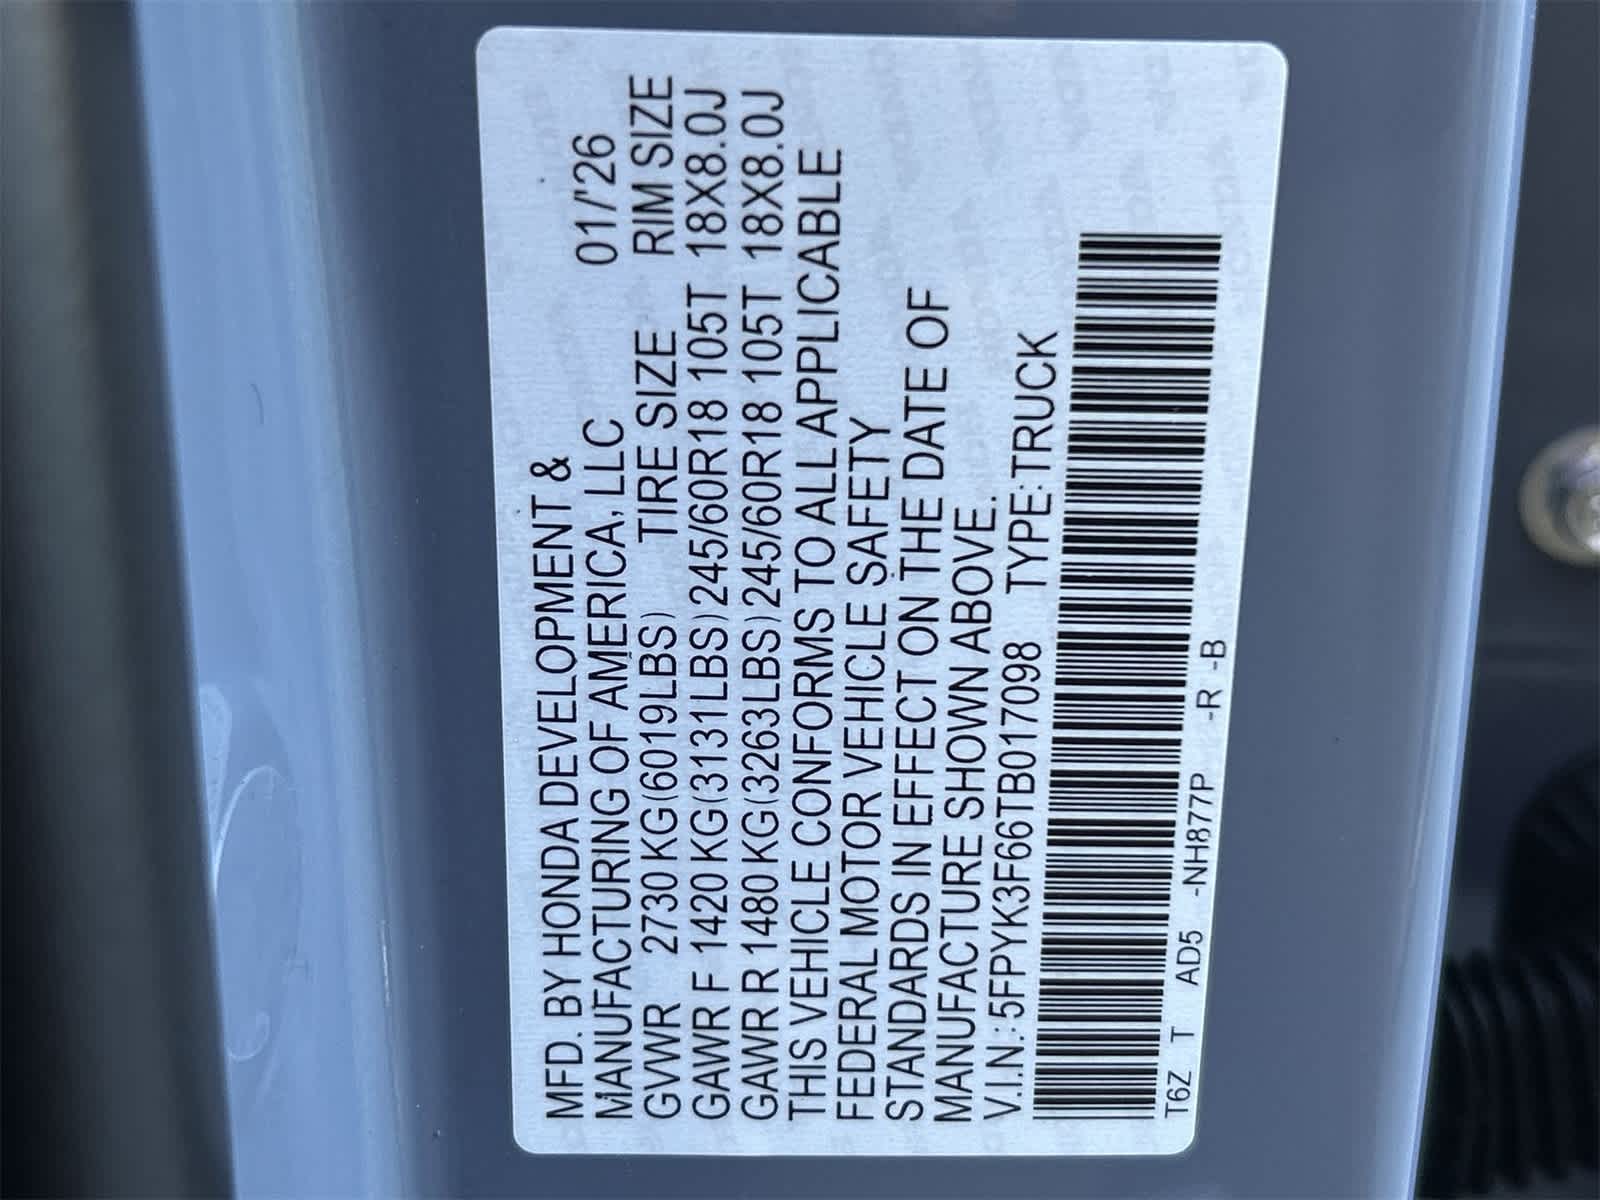 MFD. BY HONDA DEVELOPMENT &
MANUFACTURING OF AMERICA, LLC 01/'26
GVWR 2730 KG(6019LBS) TIRE SIZE RIM SIZE
GAWR F 1420 KG(3131LBS) 245/60R18 105T 18X8.0J
GAWR R 1480 KG(3263LBS) 245/60R18 105T 18X8.0J
THIS VEHICLE CONFORMS TO ALL APPLICABLE
FEDERAL MOTOR VEHICLE SAFETY
STANDARDS IN EFFECT ON THE DATE OF
MANUFACTURE SHOWN ABOVE.
V.I.N.: 5FPYK3F66TB017098 TYPE:TRUCK
T6Z T AD5 -NH877P -R -B